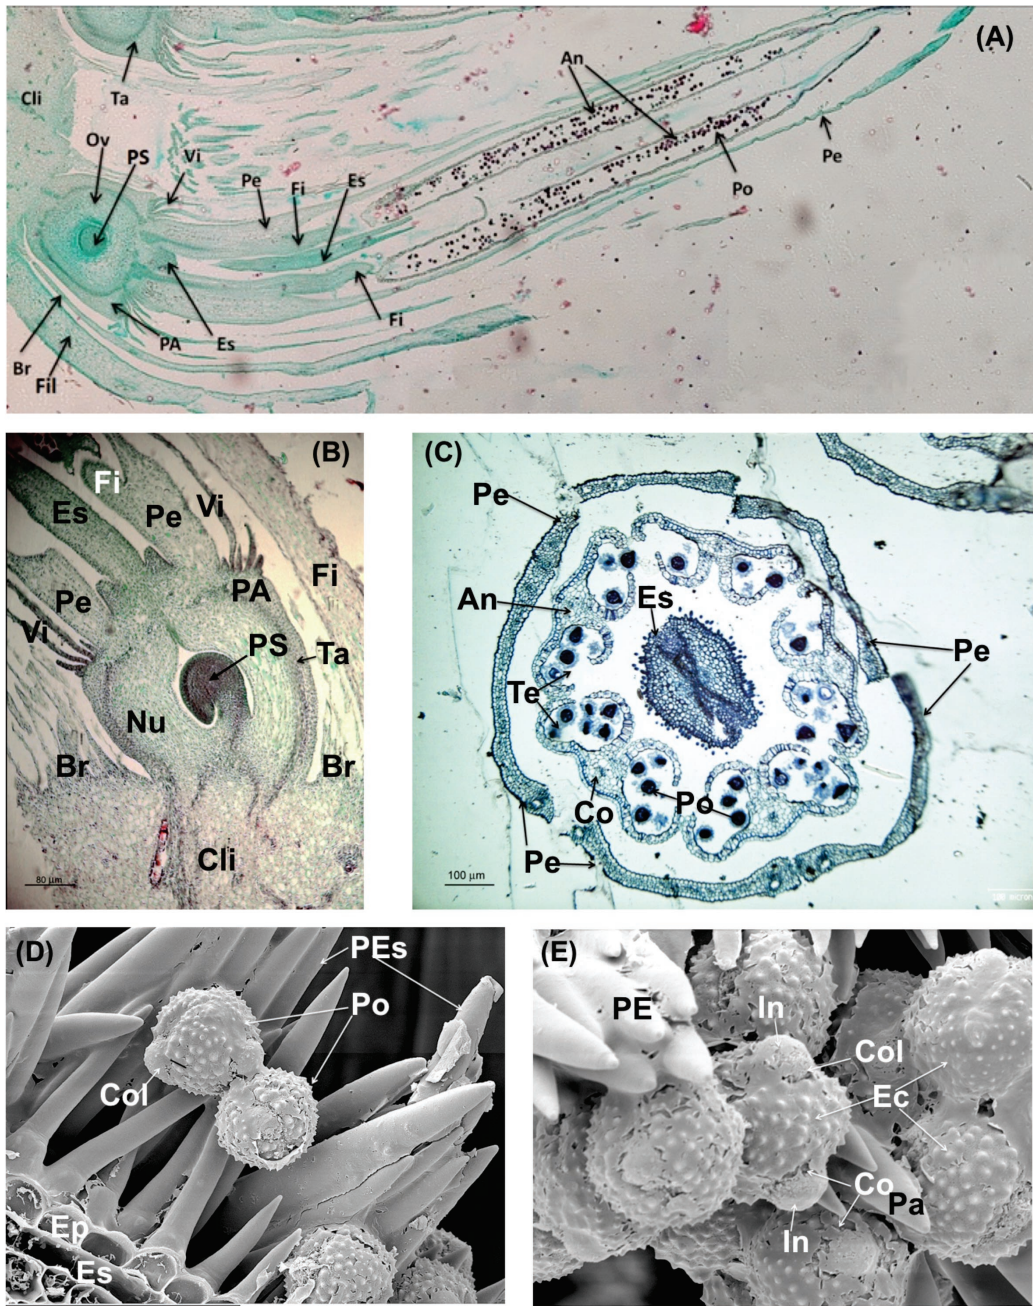 (A)
An
Cli
Ta
Ov
PS
Vi
Pe
Fi
Es
Po
Pe
Br
Fil
PA
Es
Fi
(B)
Fi
Es
Pe
Vi
Fi
Pe
PA
Vi
PS
Ta
Nu
Br
Br
Cli
80 µm
(C)
Pe
An
Es
Pe
Te
Co
Po
Pe
100 µm
(D)
PEs
Po
Col
Ep
Es
(E)
PE
In
Col
Ec
Co
Pa
In